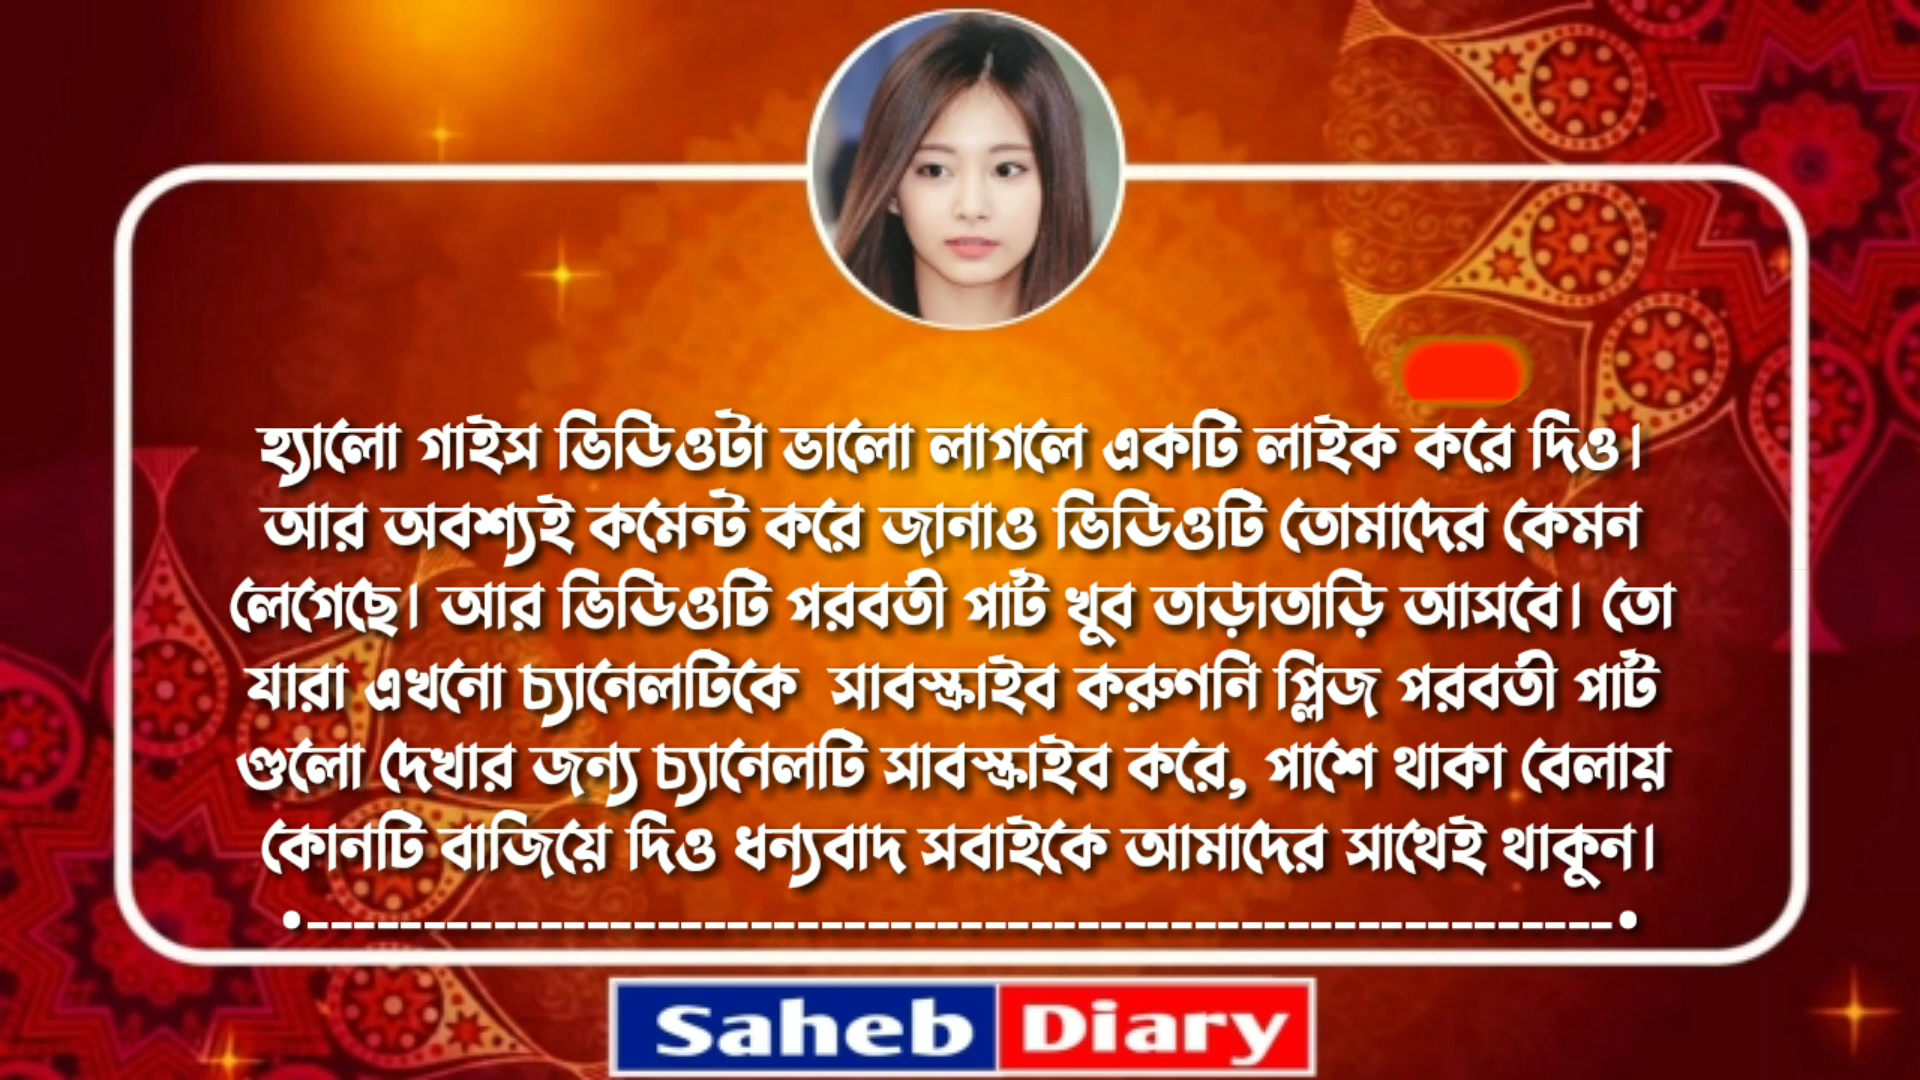 হ্যালো গাইস ভিডিওটা ভালো লাগলে একটি লাইক করে দিও।
আর অবশ্যই কমেন্ট করে জানাও ভিডিওটি তোমাদের কেমন
লেগেছে। আর ভিডিওটি পরবর্তী পার্ট খুব তাড়াতাড়ি আসবে। তো
যারা এখনো চ্যানেলটিকে সাবস্ক্রাইব করুণনি প্লিজ পরবর্তী পার্ট
গুলো দেখার জন্য চ্যানেলটি সাবস্ক্রাইব করে, পাশে থাকা বেলায়
কোনটি বাজিয়ে দিও ধন্যবাদ সবাইকে আমাদের সাথেই থাকুন।
Saheb Diary